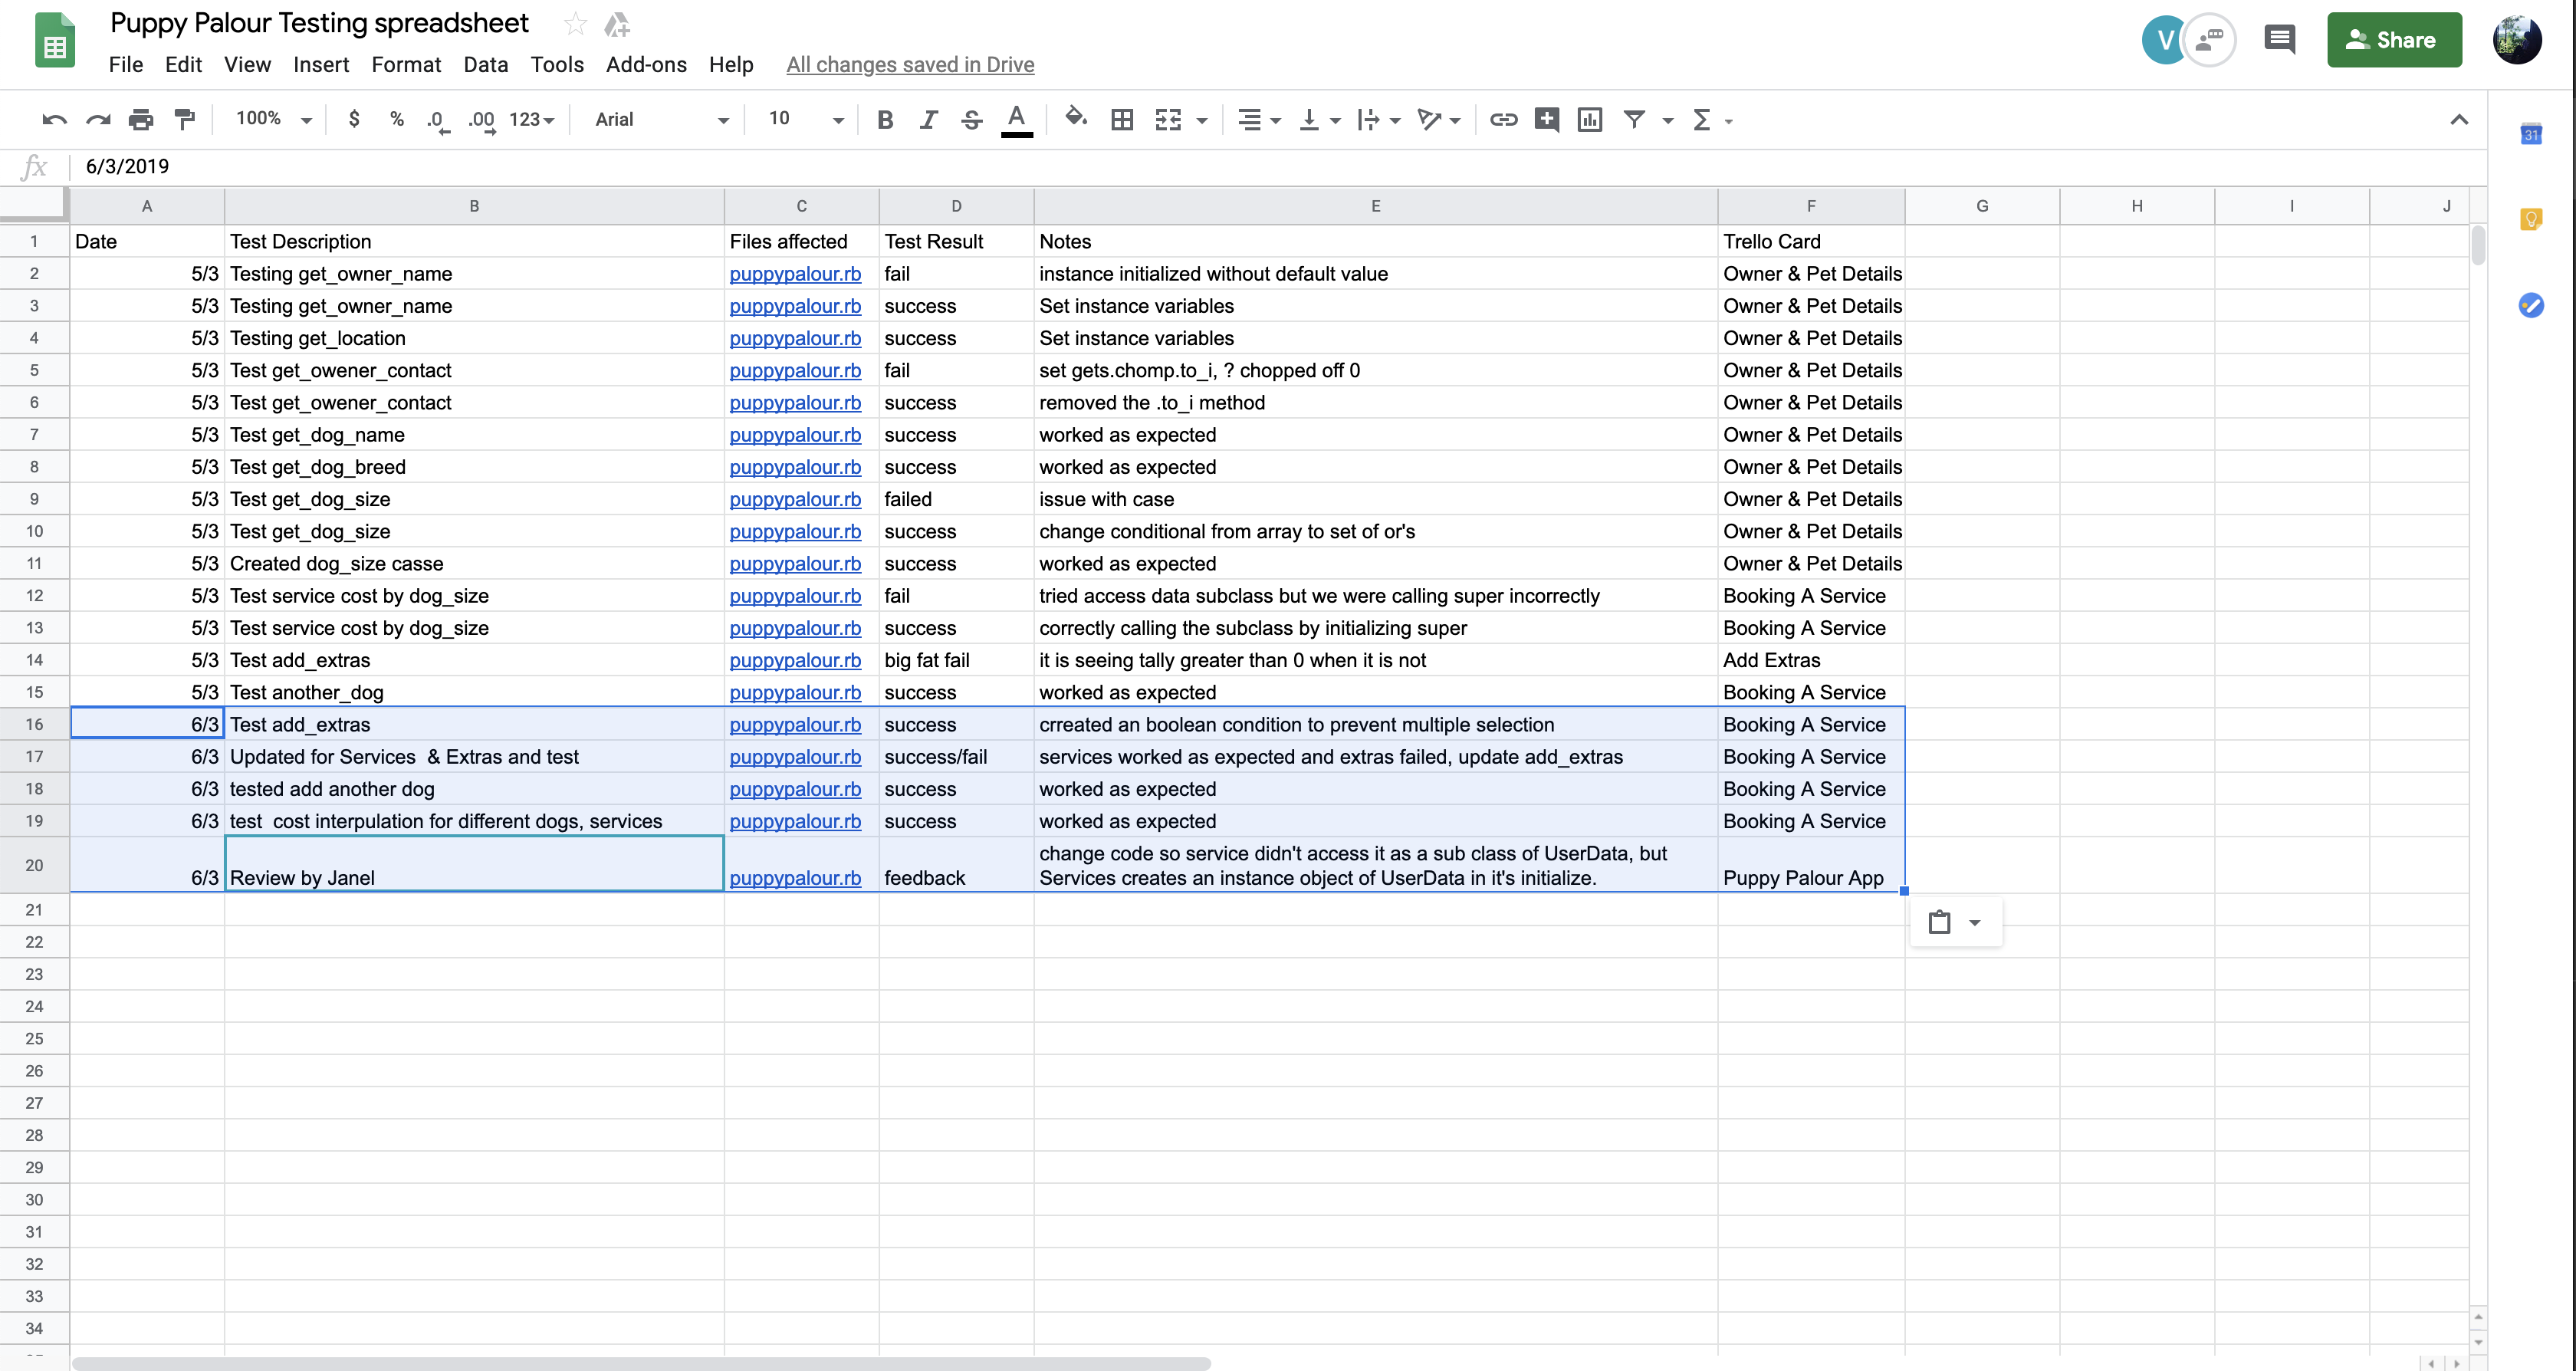 Puppy Palour Testing spreadsheet
File Edit View Insert Format Data Tools Add-ons Help All changes saved in Drive
V Share
100% $ % .0 .00 123 Arial 10 B I S A Σ
31
fx 6/3/2019
A B C D E F G H I J
1 Date Test Description Files affected Test Result Notes Trello Card
2 5/3 Testing get_owner_name puppypalour.rb fail instance initialized without default value Owner & Pet Details
3 5/3 Testing get_owner_name puppypalour.rb success Set instance variables Owner & Pet Details
4 5/3 Testing get_location puppypalour.rb success Set instance variables Owner & Pet Details
5 5/3 Test get_owener_contact puppypalour.rb fail set gets.chomp.to_i, ? chopped off 0 Owner & Pet Details
6 5/3 Test get_owener_contact puppypalour.rb success removed the .to_i method Owner & Pet Details
7 5/3 Test get_dog_name puppypalour.rb success worked as expected Owner & Pet Details
8 5/3 Test get_dog_breed puppypalour.rb success worked as expected Owner & Pet Details
9 5/3 Test get_dog_size puppypalour.rb failed issue with case Owner & Pet Details
10 5/3 Test get_dog_size puppypalour.rb success change conditional from array to set of or's Owner & Pet Details
11 5/3 Created dog_size casse puppypalour.rb success worked as expected Owner & Pet Details
12 5/3 Test service cost by dog_size puppypalour.rb fail tried access data subclass but we were calling super incorrectly Booking A Service
13 5/3 Test service cost by dog_size puppypalour.rb success correctly calling the subclass by initializing super Booking A Service
14 5/3 Test add_extras puppypalour.rb big fat fail it is seeing tally greater than 0 when it is not Add Extras
15 5/3 Test another_dog puppypalour.rb success worked as expected Booking A Service
16 6/3 Test add_extras puppypalour.rb success crreated an boolean condition to prevent multiple selection Booking A Service
17 6/3 Updated for Services & Extras and test puppypalour.rb success/fail services worked as expected and extras failed, update add_extras Booking A Service
18 6/3 tested add another dog puppypalour.rb success worked as expected Booking A Service
19 6/3 test cost interpulation for different dogs, services puppypalour.rb success worked as expected Booking A Service
change code so service didn't access it as a sub class of UserData, but
20 6/3 Review by Janel puppypalour.rb feedback Services creates an instance object of UserData in it's initialize. Puppy Palour App
21
22
23
24
25
26
27
28
29
30
31
32
33
34